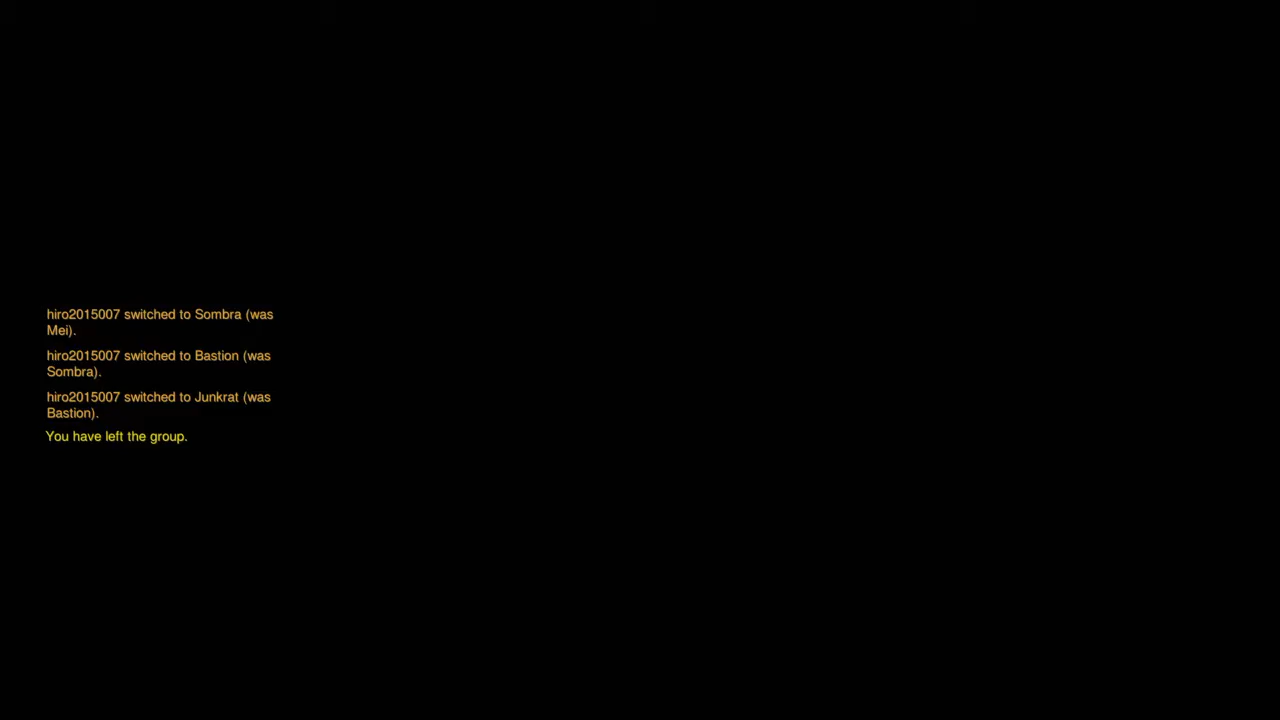 hiro2015007 switched to Sombra (was
Mei).
hiro2015007 switched to Bastion (was
Sombra).
hiro2015007 switched to Junkrat (was
Bastion).
You have left the group.